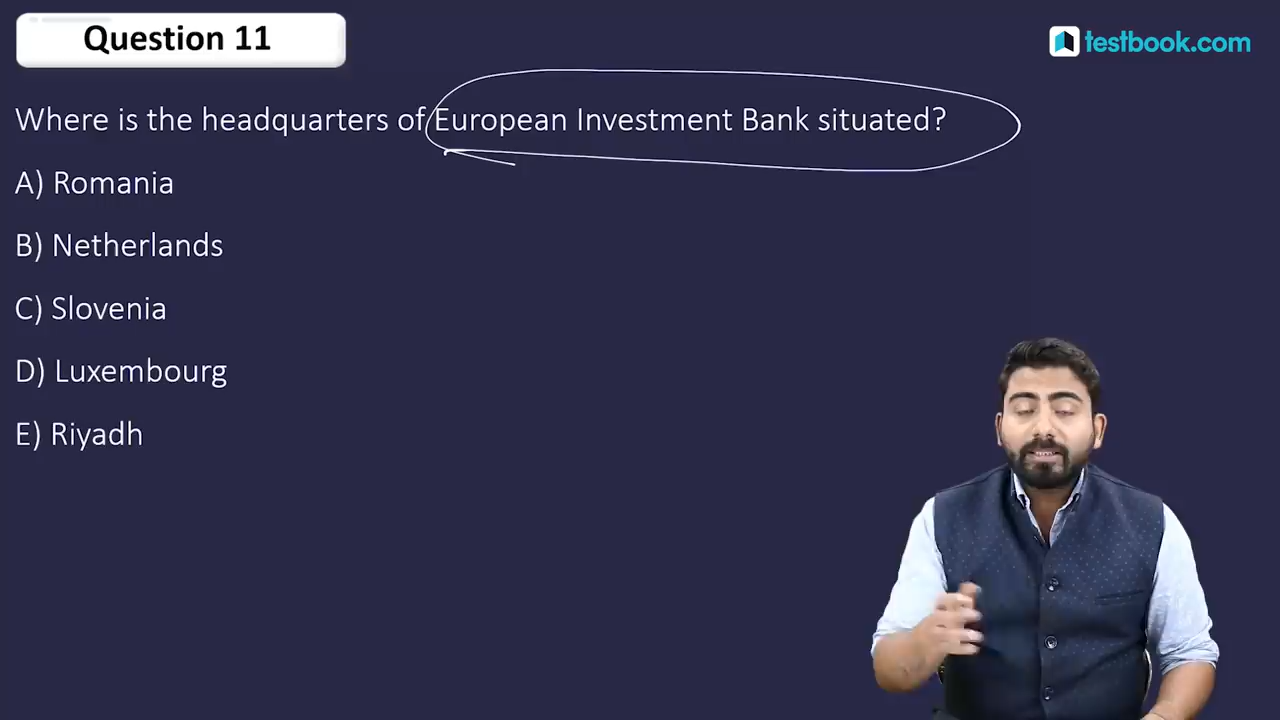 Question 11
testbook.com
Where is the headquarters of European Investment Bank situated?
A) Romania
B) Netherlands
C) Slovenia
D) Luxembourg
E) Riyadh